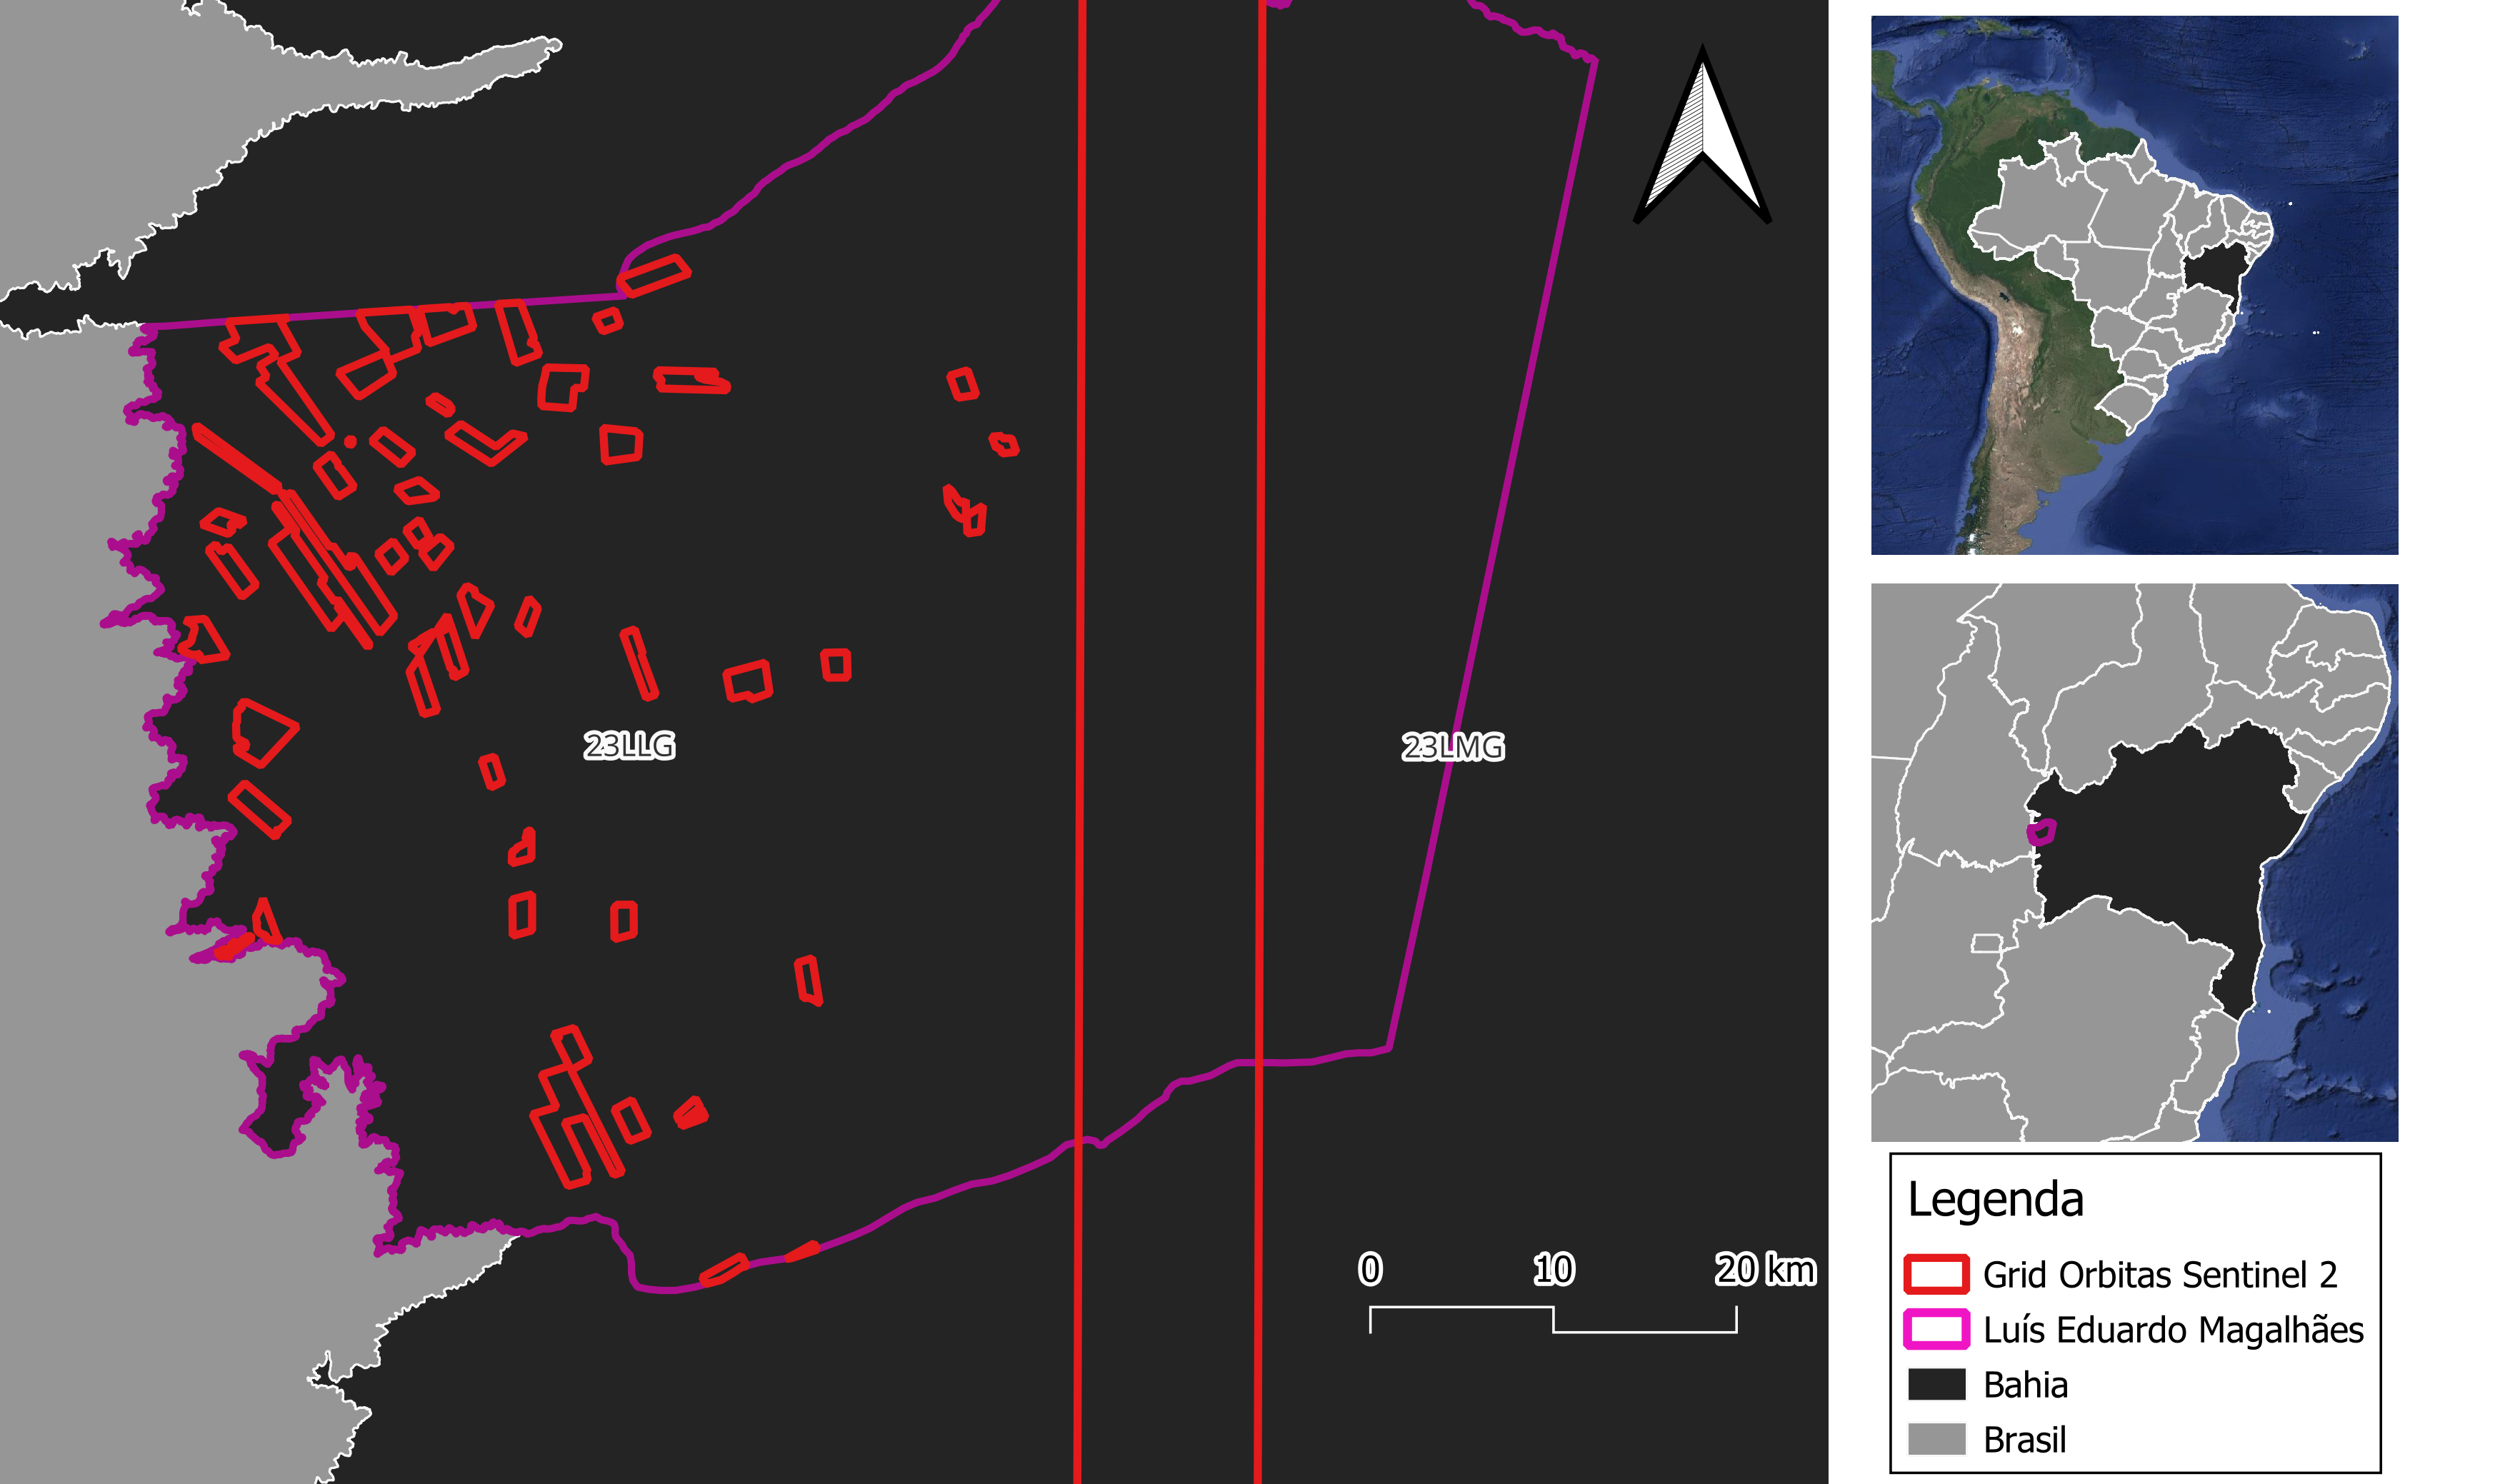 23LLG
23LMG
0 10 20 km
Legenda
Grid Orbitas Sentinel 2
Luís Eduardo Magalhães
Bahia
Brasil